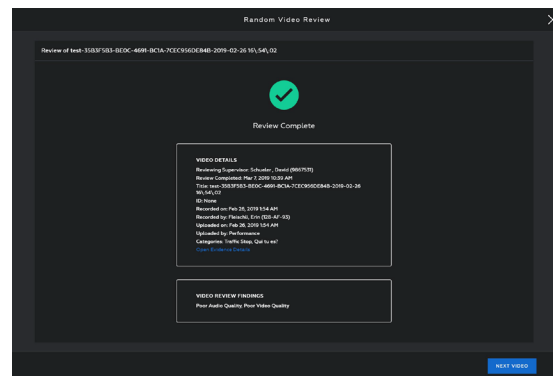 Random Video Review
Review of test-35B3F5B3-BE0C-4691-BC1A-7CEC956DE84B-2019-02-26 16\,54\,02
Review Complete
VIDEO DETAILS
Reviewing Supervisor: Schueler , David (9867531)
Review Completed: Mar 7, 2019 10:39 AM
Title: test-35B3F5B3-BE0C-4691-BC1A-7CEC956DE84B-2019-02-26
16\,54\,02
ID: None
Recorded on: Feb 26, 2019 1:54 AM
Recorded by: Fleischli, Erin (128-AF-93)
Uploaded on: Feb 26, 2019 1:54 AM
Uploaded by: Performance
Categories: Traffic Stop, Qui tu es?
Open Evidence Details
VIDEO REVIEW FINDINGS
Poor Audio Quality, Poor Video Quality
NEXT VIDEO